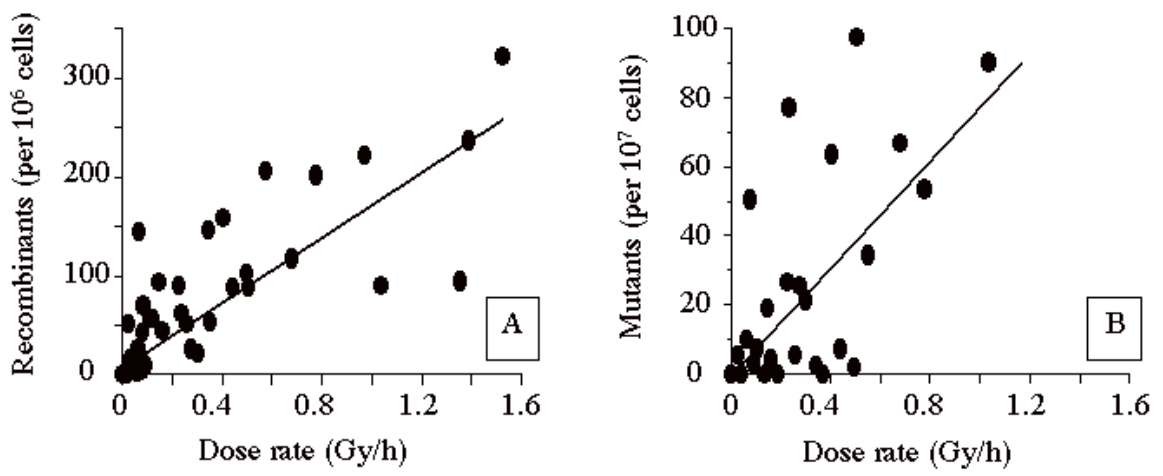 Recombinants (per 10⁶ cells)
300
200
100
0
0 0.4 0.8 1.2 1.6
Dose rate (Gy/h)
A
Mutants (per 10⁷ cells)
100
80
60
40
20
0
0 0.4 0.8 1.2 1.6
Dose rate (Gy/h)
B